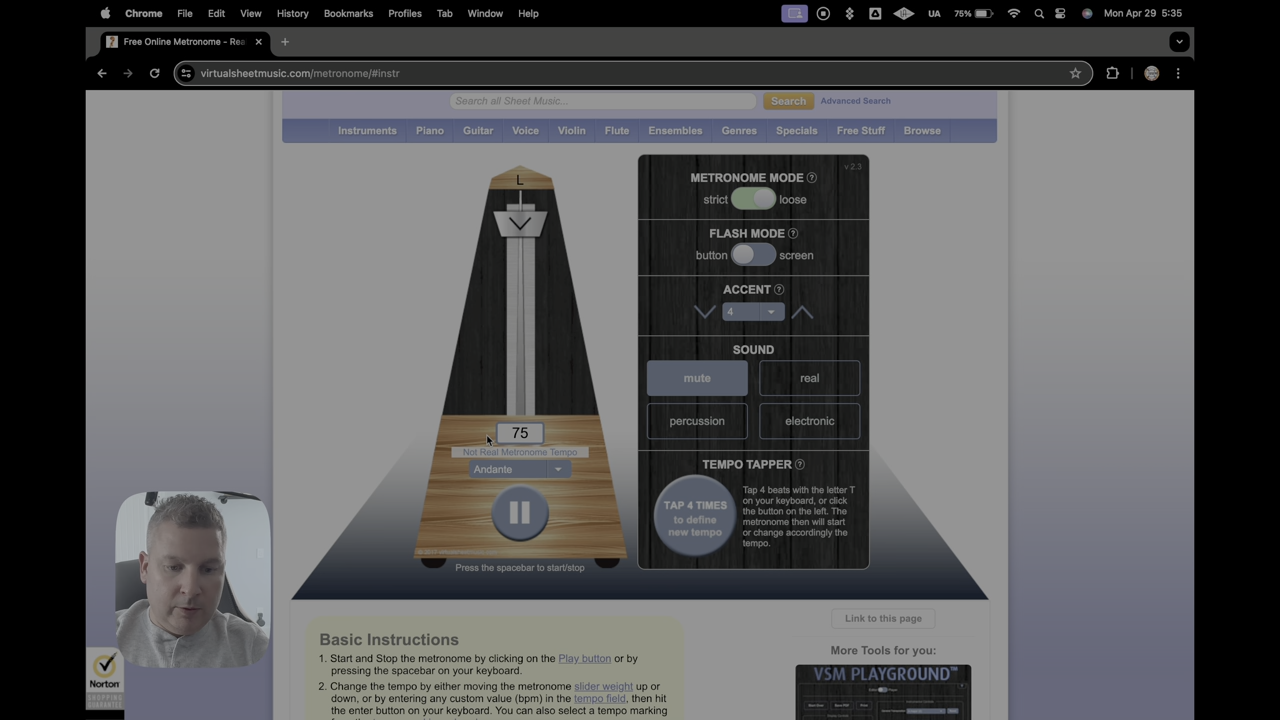 Chrome File Edit View History Bookmarks Profiles Tab Window Help UA 75% Mon Apr 29 5:35
Free Online Metronome - Rea
virtualsheetmusic.com/metronome/#instr
Search all Sheet Music... Search Advanced Search
Instruments Piano Guitar Voice Violin Flute Ensembles Genres Specials Free Stuff Browse
L
v 2.3
METRONOME MODE ?
strict loose
FLASH MODE ?
button screen
ACCENT ?
4
SOUND
mute real
percussion electronic
75
Not Real Metronome Tempo
Andante
Press the spacebar to start/stop
TEMPO TAPPER ?
TAP 4 TIMES
to define
new tempo
Tap 4 beats with the letter T
on your keyboard, or click
the button on the left. The
metronome then will start
or change accordingly the
tempo.
Basic Instructions
1. Start and Stop the metronome by clicking on the Play button or by
pressing the spacebar on your keyboard.
2. Change the tempo by either moving the metronome slider weight up or
down, or by entering any custom value (bpm) in the tempo field, then hit
the enter button on your keyboard. You can also select a tempo marking
Link to this page
More Tools for you:
VSM PLAYGROUND™
Norton
SHOPPING
GUARANTEE